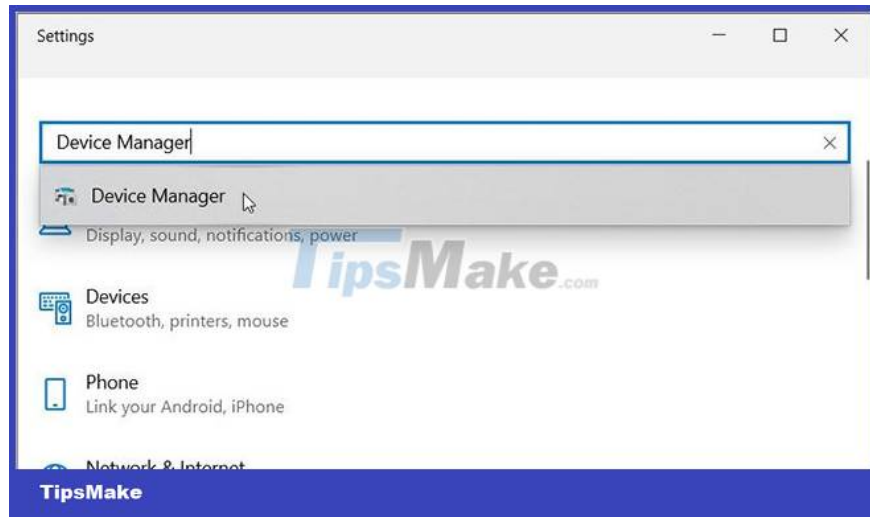 Settings
Device Manager
Device Manager
Display, sound, notifications, power
TipsMake.com
Devices
Bluetooth, printers, mouse
Phone
Link your Android, iPhone
Network & Internet
TipsMake